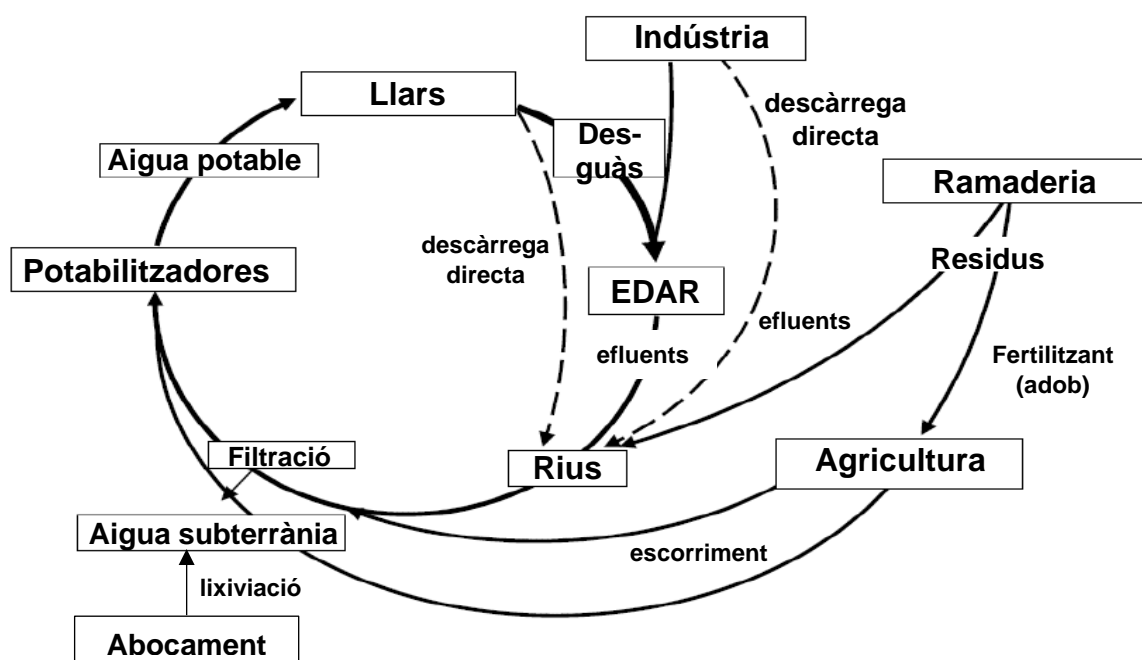 Indústria
Llars
descàrrega
directa
Des-
guàs
Aigua potable
Ramaderia
descàrrega
directa
Residus
Potabilitzadores
EDAR
efluents
efluents
Fertilitzant
(adob)
Filtració
Rius
Agricultura
Aigua subterrània
escorriment
lixiviació
Abocament